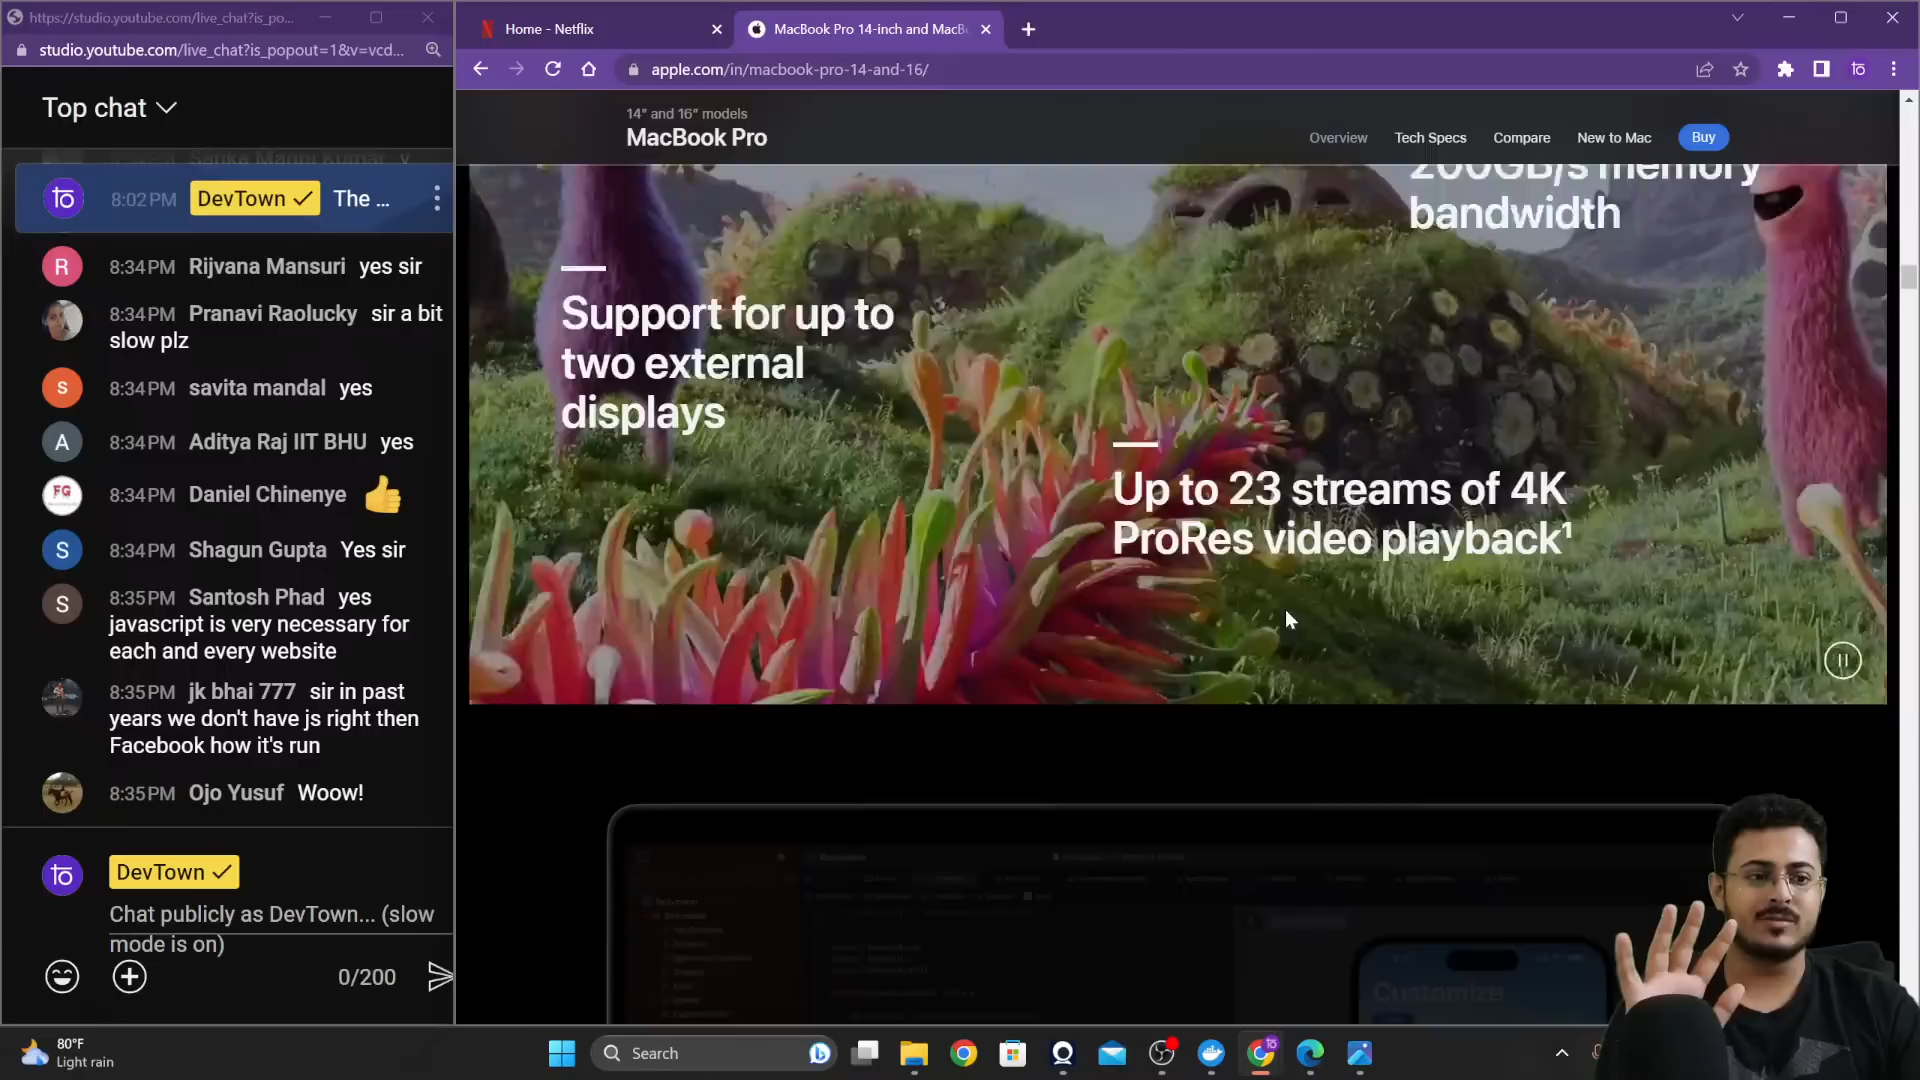 https://studio.youtube.com/live_chat?is_po...
studio.youtube.com/live_chat?is_popout=1&v=vcd...
Top chat
8:02 PM DevTown The ...
R 8:34 PM Rijvana Mansuri yes sir
8:34 PM Pranavi Raolucky sir a bit
slow plz
S 8:34 PM savita mandal yes
A 8:34 PM Aditya Raj IIT BHU yes
FG 8:34 PM Daniel Chinenye 👍
S 8:34 PM Shagun Gupta Yes sir
S 8:35 PM Santosh Phad yes
javascript is very necessary for
each and every website
8:35 PM jk bhai 777 sir in past
years we don't have js right then
Facebook how it's run
8:35 PM Ojo Yusuf Woow!
DevTown
Chat publicly as DevTown... (slow
mode is on)
0/200
Home - Netflix
MacBook Pro 14-inch and MacB
apple.com/in/macbook-pro-14-and-16/
14" and 16" models
MacBook Pro
Overview Tech Specs Compare New to Mac Buy
200GB/s memory
bandwidth
Support for up to
two external
displays
Up to 23 streams of 4K
ProRes video playback¹
Customize
80°F
Light rain
Search